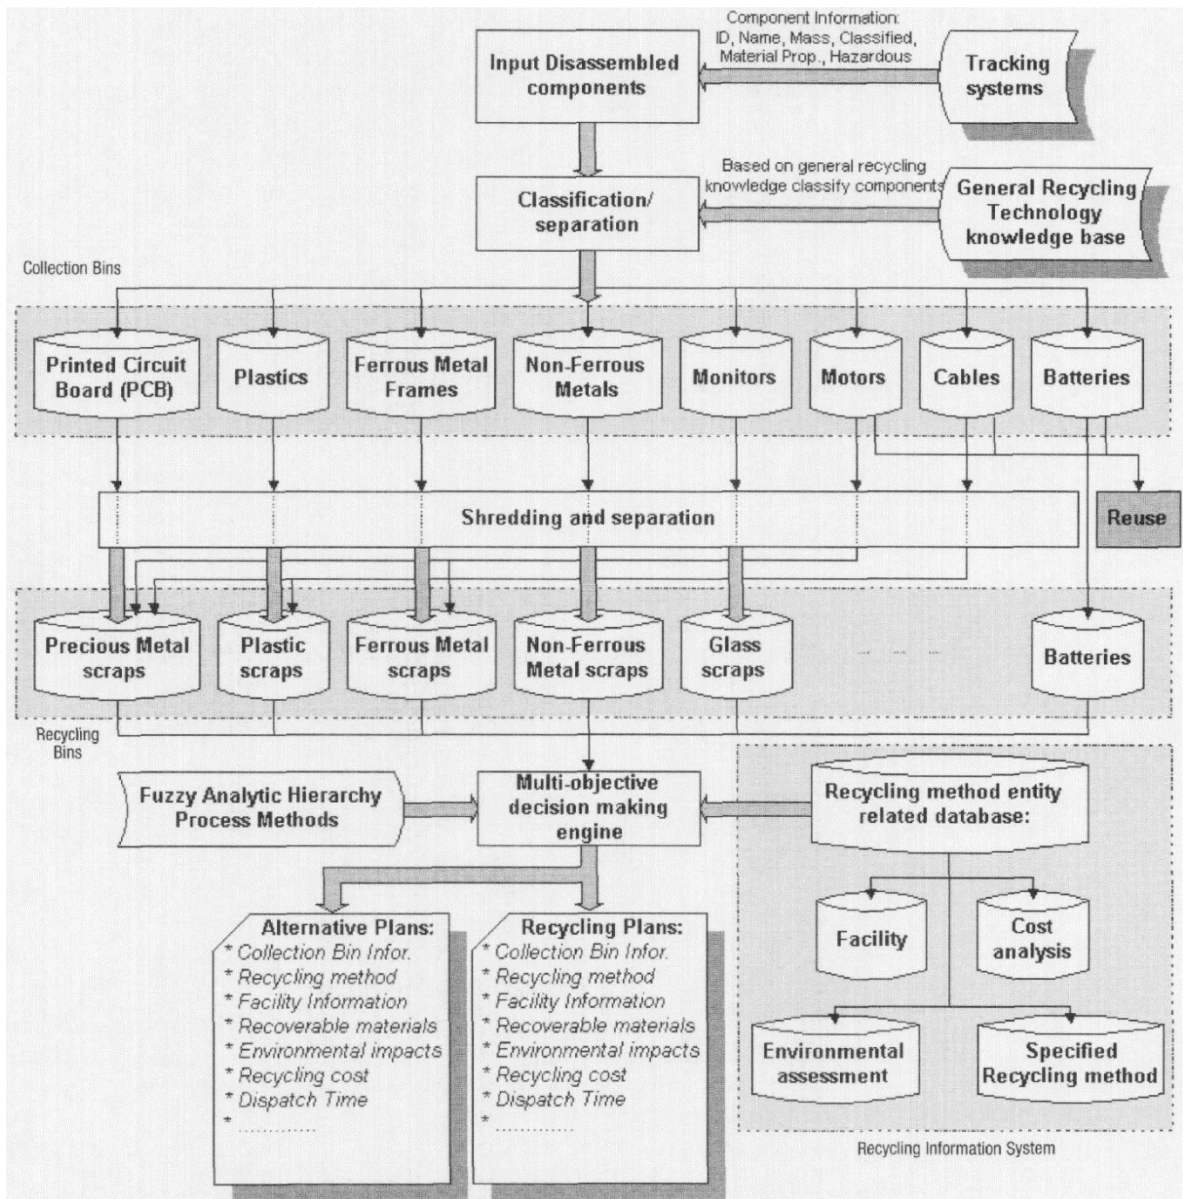 Component Information:
ID, Name, Mass, Classified,
Material Prop., Hazardous
Input Disassembled
components
Tracking
systems
Based on general recycling
knowledge classify components
Classification/
separation
General Recycling
Technology
knowledge base
Collection Bins
Printed Circuit
Board (PCB)
Plastics
Ferrous Metal
Frames
Non-Ferrous
Metals
Monitors
Motors
Cables
Batteries
Shredding and separation
Reuse
Precious Metal
scraps
Plastic
scraps
Ferrous Metal
scraps
Non-Ferrous
Metal scraps
Glass
scraps
Batteries
Recycling
Bins
Fuzzy Analytic Hierarchy
Process Methods
Multi-objective
decision making
engine
Recycling method entity
related database:
Facility
Cost
analysis
Environmental
assessment
Specified
Recycling method
Recycling Information System
Alternative Plans:
* Collection Bin Infor.
* Recycling method
* Facility Information
* Recoverable materials
* Environmental impacts
* Recycling cost
* Dispatch Time
* ..............
Recycling Plans:
* Collection Bin Infor.
* Recycling method
* Facility Information
* Recoverable materials
* Environmental impacts
* Recycling cost
* Dispatch Time
* ..............